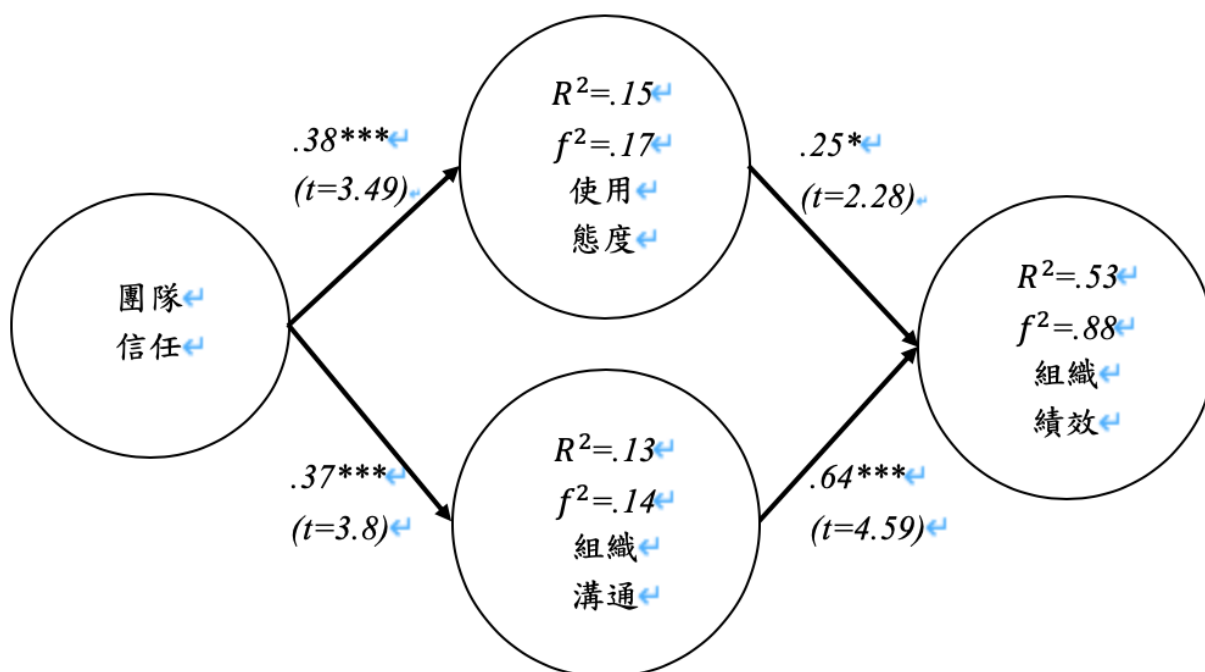 團隊↵
信任↵
.38***↵
(t=3.49)↵
.37***↵
(t=3.8)↵
R²=.15↵
f²=.17↵
使用↵
態度↵
R²=.13↵
f²=.14↵
組織↵
溝通↵
.25*↵
(t=2.28)↵
.64***↵
(t=4.59)↵
R²=.53↵
f²=.88↵
組織↵
績效↵